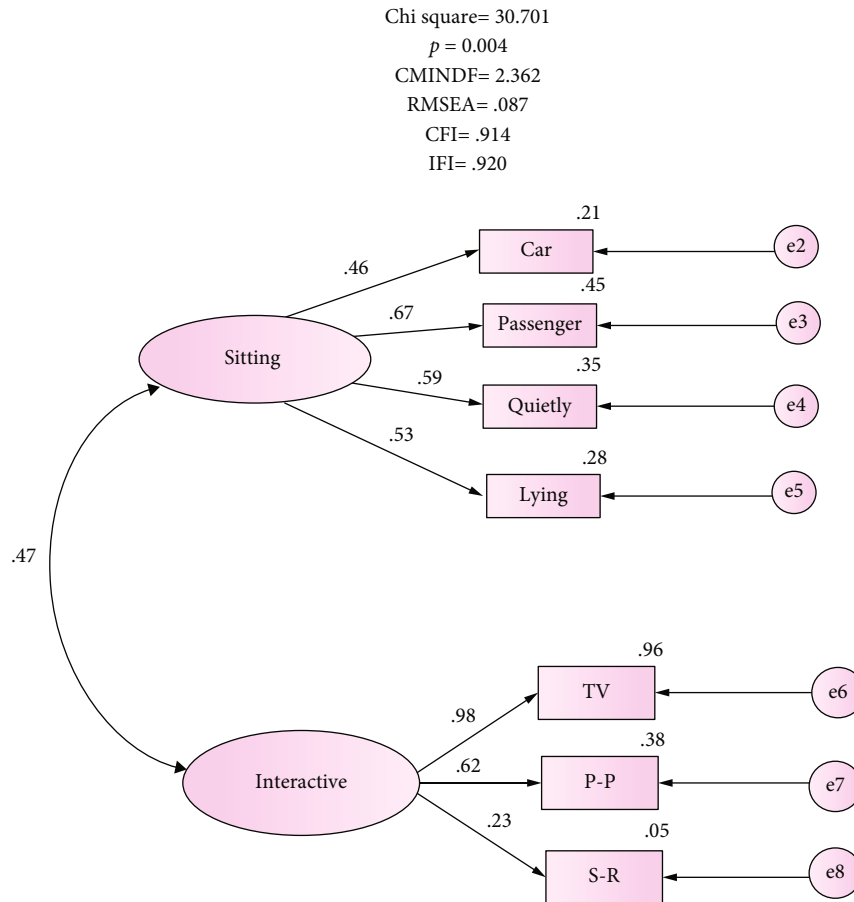 Chi square= 30.701
p = 0.004
CMINDF= 2.362
RMSEA= .087
CFI= .914
IFI= .920
.21
Car
e2
.46
.45
.67
Passenger
e3
Sitting
.35
.59
Quietly
e4
.53
.28
Lying
e5
.47
.96
TV
e6
.98
.38
.62
P-P
e7
Interactive
.23
.05
S-R
e8